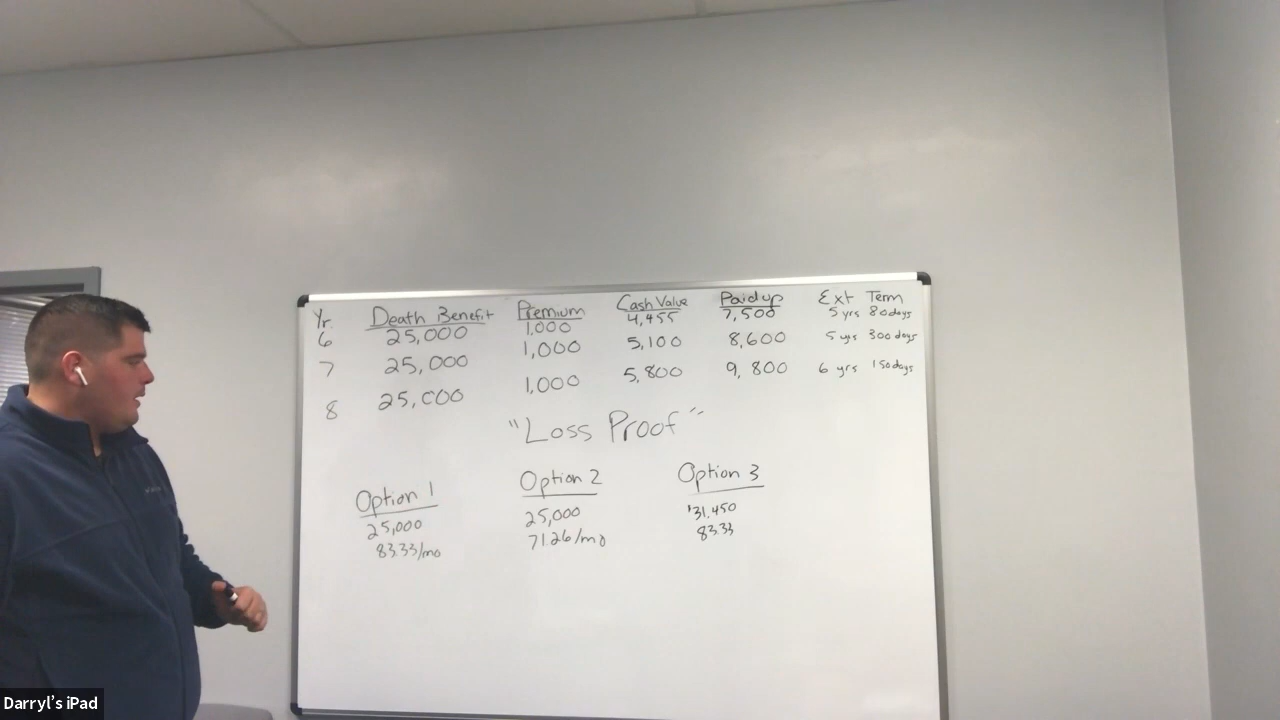 Yr Death Benefit Premium Cash Value Paid up Ext Term
6 25,000 1,000 4,455 7,500 5 yrs 80 days
7 25,000 1,000 5,100 8,600 5 yrs 300 days
8 25,000 1,000 5,800 9,800 6 yrs 150 days
"Loss Proof"
Option 1 Option 2 Option 3
25,000 25,000 31,450
83.33/mo 71.26/mo 83.33
Darryl's iPad